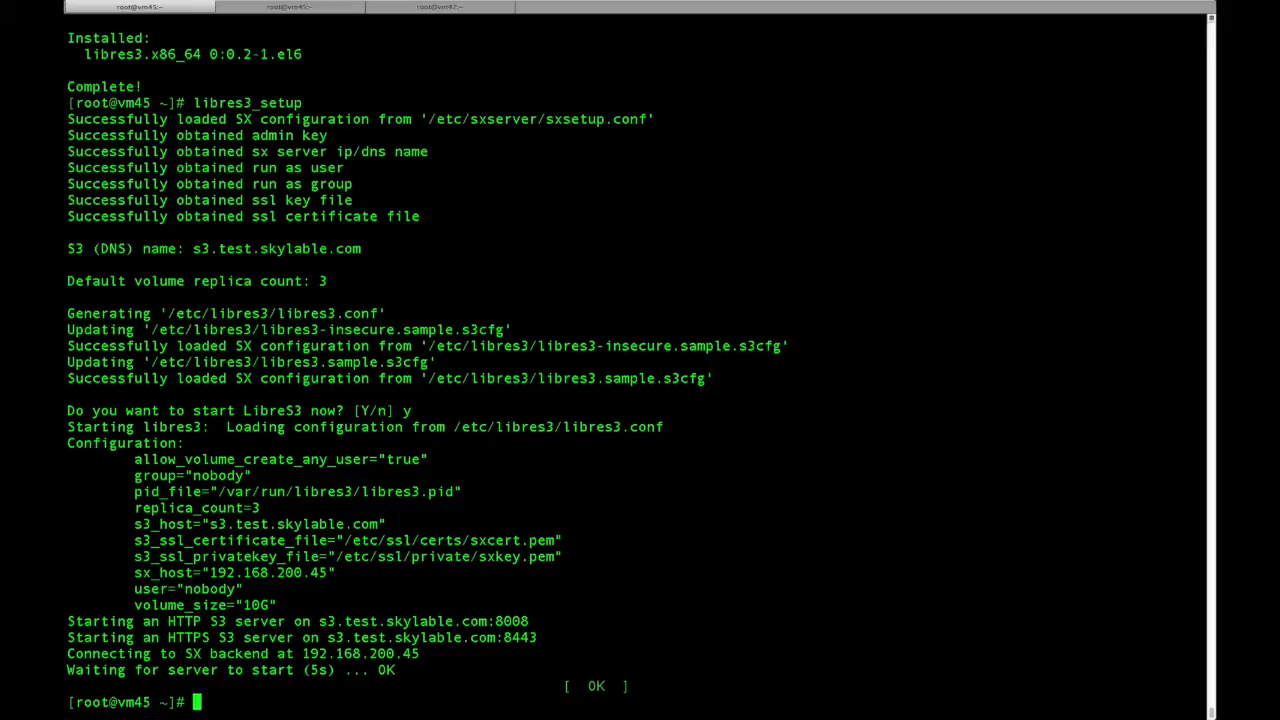 root@vm45:~ root@vm45:~ root@vm47:~
Installed:
libres3.x86_64 0:0.2-1.el6
Complete!
[root@vm45 ~]# libres3_setup
Successfully loaded SX configuration from '/etc/sxserver/sxsetup.conf'
Successfully obtained admin key
Successfully obtained sx server ip/dns name
Successfully obtained run as user
Successfully obtained run as group
Successfully obtained ssl key file
Successfully obtained ssl certificate file
S3 (DNS) name: s3.test.skylable.com
Default volume replica count: 3
Generating '/etc/libres3/libres3.conf'
Updating '/etc/libres3/libres3-insecure.sample.s3cfg'
Successfully loaded SX configuration from '/etc/libres3/libres3-insecure.sample.s3cfg'
Updating '/etc/libres3/libres3.sample.s3cfg'
Successfully loaded SX configuration from '/etc/libres3/libres3.sample.s3cfg'
Do you want to start LibreS3 now? [Y/n] y
Starting libres3:  Loading configuration from /etc/libres3/libres3.conf
Configuration:
allow_volume_create_any_user="true"
group="nobody"
pid_file="/var/run/libres3/libres3.pid"
replica_count=3
s3_host="s3.test.skylable.com"
s3_ssl_certificate_file="/etc/ssl/certs/sxcert.pem"
s3_ssl_privatekey_file="/etc/ssl/private/sxkey.pem"
sx_host="192.168.200.45"
user="nobody"
volume_size="10G"
Starting an HTTP S3 server on s3.test.skylable.com:8008
Starting an HTTPS S3 server on s3.test.skylable.com:8443
Connecting to SX backend at 192.168.200.45
Waiting for server to start (5s) ... OK
[  OK  ]
[root@vm45 ~]#